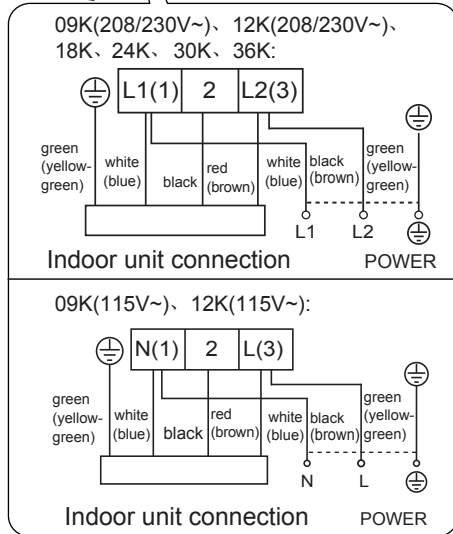 09K(208/230V~)、12K(208/230V~)、
18K、24K、30K、36K:
L1(1) 2 L2(3)
green
(yellow-
green)
white
(blue)
black
red
(brown)
white
(blue)
black
(brown)
green
(yellow-
green)
L1 L2
Indoor unit connection POWER
09K(115V~)、12K(115V~):
N(1) 2 L(3)
green
(yellow-
green)
white
(blue)
black
red
(brown)
white
(blue)
black
(brown)
green
(yellow-
green)
N L
Indoor unit connection POWER